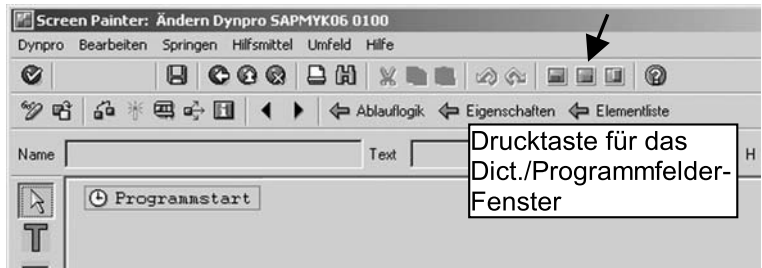 Screen Painter: Ändern Dynpro SAPMYK06 0100
Dynpro Bearbeiten Springen Hilfsmittel Umfeld Hilfe
Ablauflogik Eigenschaften Elementliste
Name Text H
Drucktaste für das
Dict./Programmfelder-
Fenster
Programmstart
T